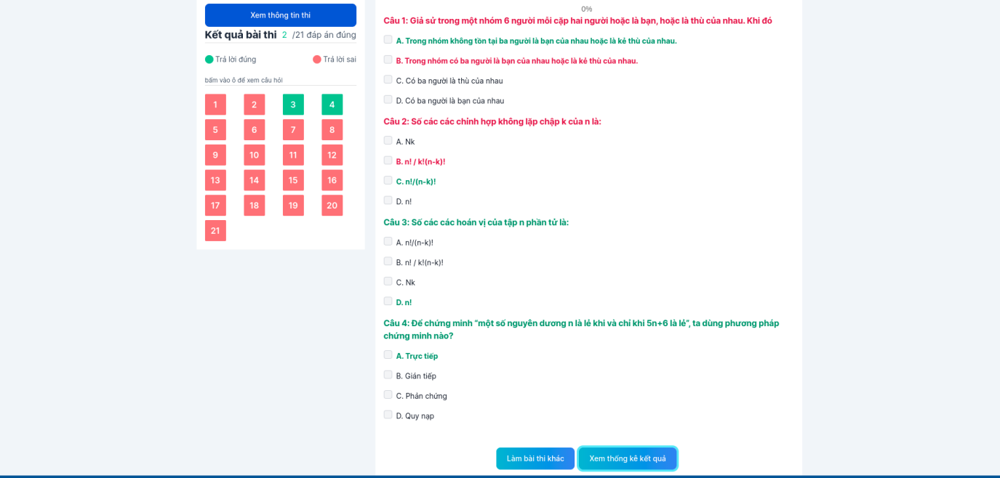 Xem thông tin thi
Kết quả bài thi 2 /21 đáp án đúng
Trả lời đúng Trả lời sai
bấm vào ô để xem câu hỏi
1 2 3 4
5 6 7 8
9 10 11 12
13 14 15 16
17 18 19 20
21
0%
Câu 1: Giả sử trong một nhóm 6 người mỗi cặp hai người hoặc là bạn, hoặc là thù của nhau. Khi đó
A. Trong nhóm không tồn tại ba người là bạn của nhau hoặc là kẻ thù của nhau.
B. Trong nhóm có ba người là bạn của nhau hoặc là kẻ thù của nhau.
C. Có ba người là thù của nhau
D. Có ba người là bạn của nhau
Câu 2: Số các các chỉnh hợp không lặp chập k của n là:
A. Nk
B. n! / k!(n-k)!
C. n!/(n-k)!
D. n!
Câu 3: Số các các hoán vị của tập n phần tử là:
A. n!/(n-k)!
B. n! / k!(n-k)!
C. Nk
D. n!
Câu 4: Để chứng minh “một số nguyên dương n là lẻ khi và chỉ khi 5n+6 là lẻ”, ta dùng phương pháp
chứng minh nào?
A. Trực tiếp
B. Gián tiếp
C. Phản chứng
D. Quy nạp
Làm bài thi khác Xem thống kê kết quả